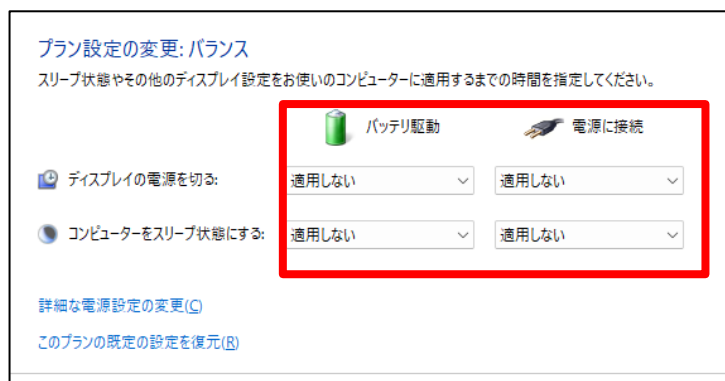 プラン設定の変更: バランス
スリープ状態やその他のディスプレイ設定をお使いのコンピューターに適用するまでの時間を指定してください。
バッテリ駆動 電源に接続
ディスプレイの電源を切る: 適用しない 適用しない
コンピューターをスリープ状態にする: 適用しない 適用しない
詳細な電源設定の変更(C)
このプランの既定の設定を復元(R)